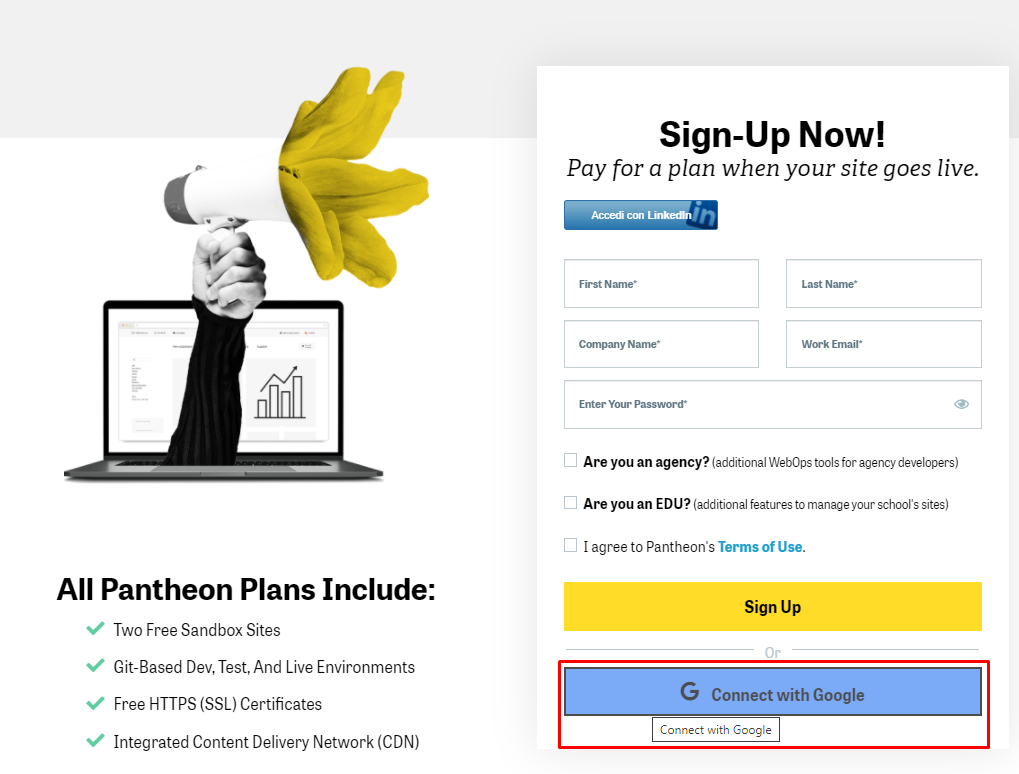 Sign-Up Now!
Pay for a plan when your site goes live.
Accedi con LinkedIn in
First Name*
Last Name*
Company Name*
Work Email*
Enter Your Password*
Are you an agency? (additional WebOps tools for agency developers)
Are you an EDU? (additional features to manage your school's sites)
I agree to Pantheon's Terms of Use.
Sign Up
Or
G Connect with Google
Connect with Google
All Pantheon Plans Include:
Two Free Sandbox Sites
Git-Based Dev, Test, And Live Environments
Free HTTPS (SSL) Certificates
Integrated Content Delivery Network (CDN)